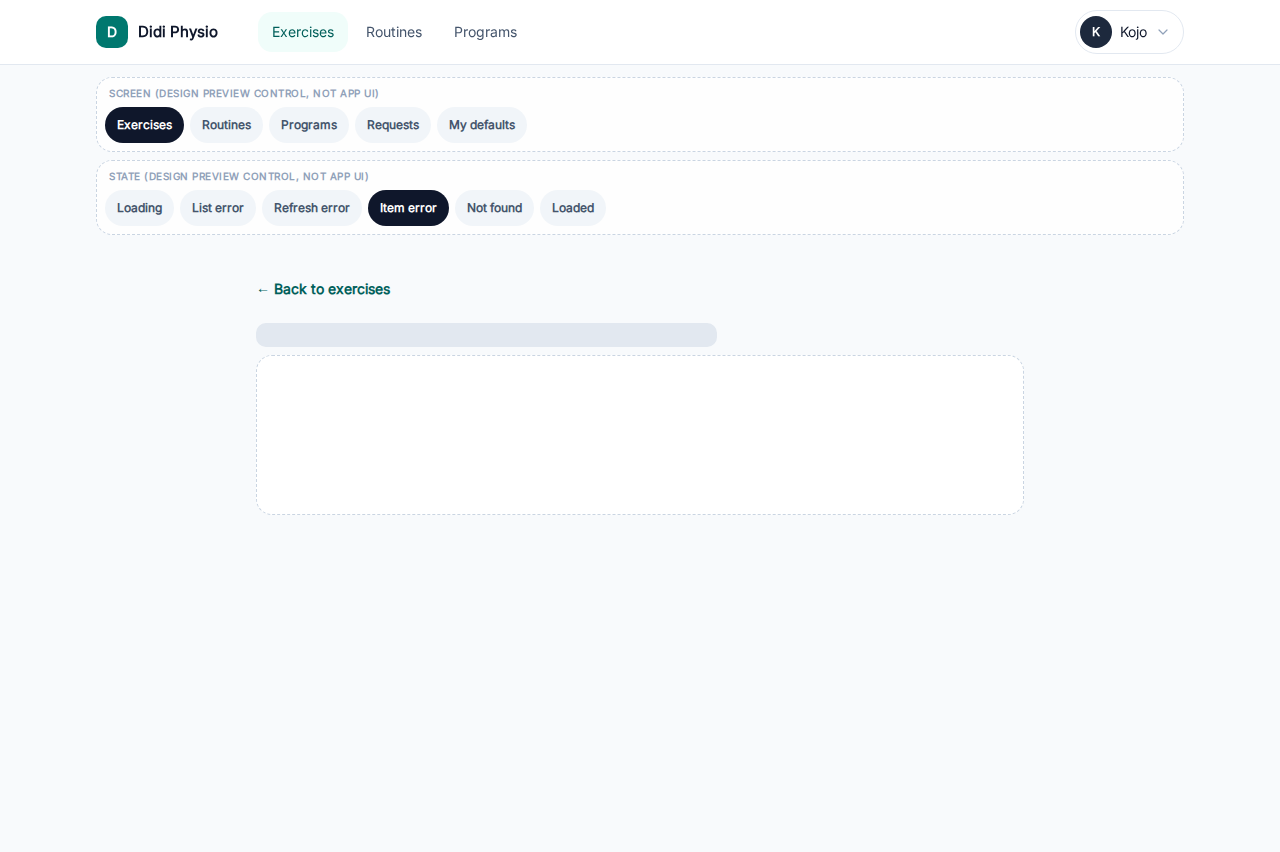 D Didi Physio Exercises Routines Programs K Kojo
SCREEN (DESIGN PREVIEW CONTROL, NOT APP UI)
Exercises Routines Programs Requests My defaults
STATE (DESIGN PREVIEW CONTROL, NOT APP UI)
Loading List error Refresh error Item error Not found Loaded
← Back to exercises